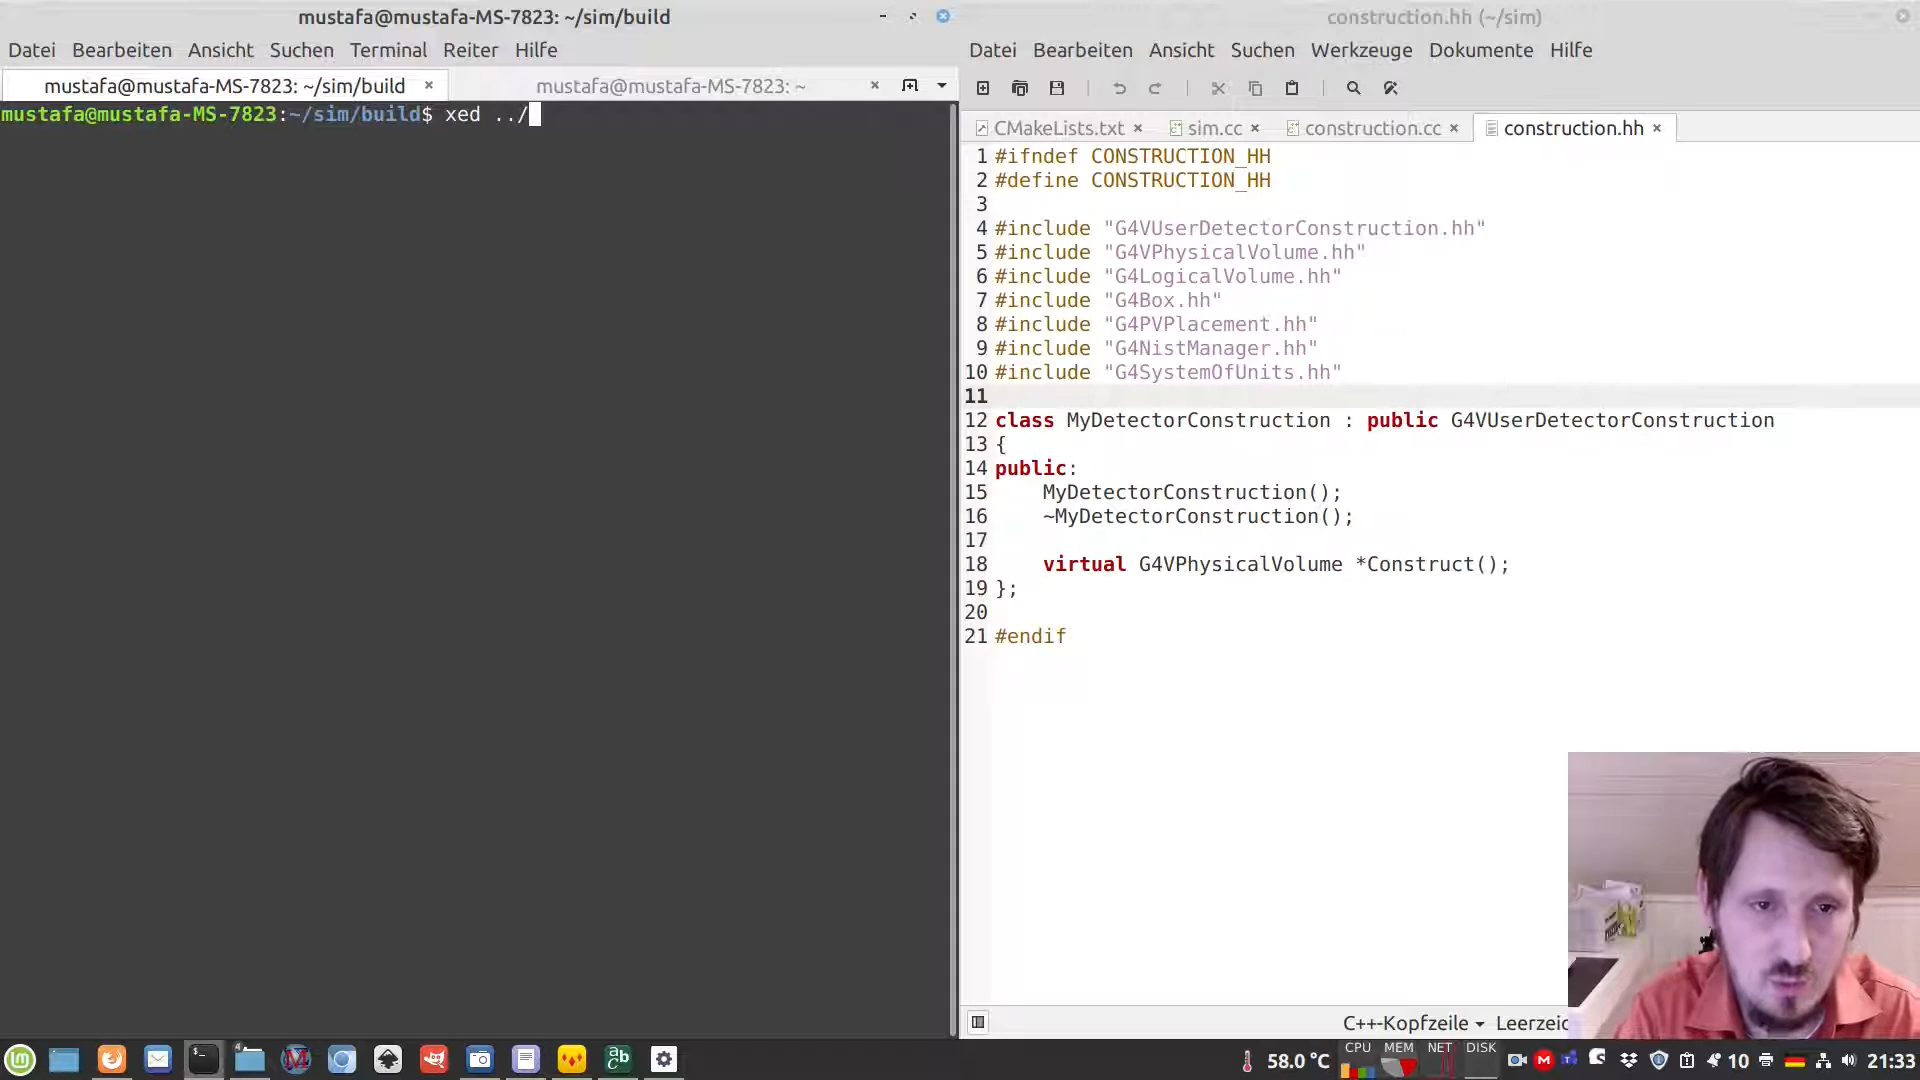 mustafa@mustafa-MS-7823: ~/sim/build
Datei Bearbeiten Ansicht Suchen Terminal Reiter Hilfe
mustafa@mustafa-MS-7823: ~/sim/build × mustafa@mustafa-MS-7823: ~ ×
mustafa@mustafa-MS-7823:~/sim/build$ xed ../
construction.hh (~/sim)
Datei Bearbeiten Ansicht Suchen Werkzeuge Dokumente Hilfe
CMakeLists.txt × sim.cc × construction.cc × construction.hh ×
1 #ifndef CONSTRUCTION_HH
2 #define CONSTRUCTION_HH
3
4 #include "G4VUserDetectorConstruction.hh"
5 #include "G4VPhysicalVolume.hh"
6 #include "G4LogicalVolume.hh"
7 #include "G4Box.hh"
8 #include "G4PVPlacement.hh"
9 #include "G4NistManager.hh"
10 #include "G4SystemOfUnits.hh"
11
12 class MyDetectorConstruction : public G4VUserDetectorConstruction
13 {
14 public:
15     MyDetectorConstruction();
16     ~MyDetectorConstruction();
17
18     virtual G4VPhysicalVolume *Construct();
19 };
20
21 #endif
C++-Kopfzeile Leerzeic
58.0 °C CPU MEM NET DISK 10 21:33